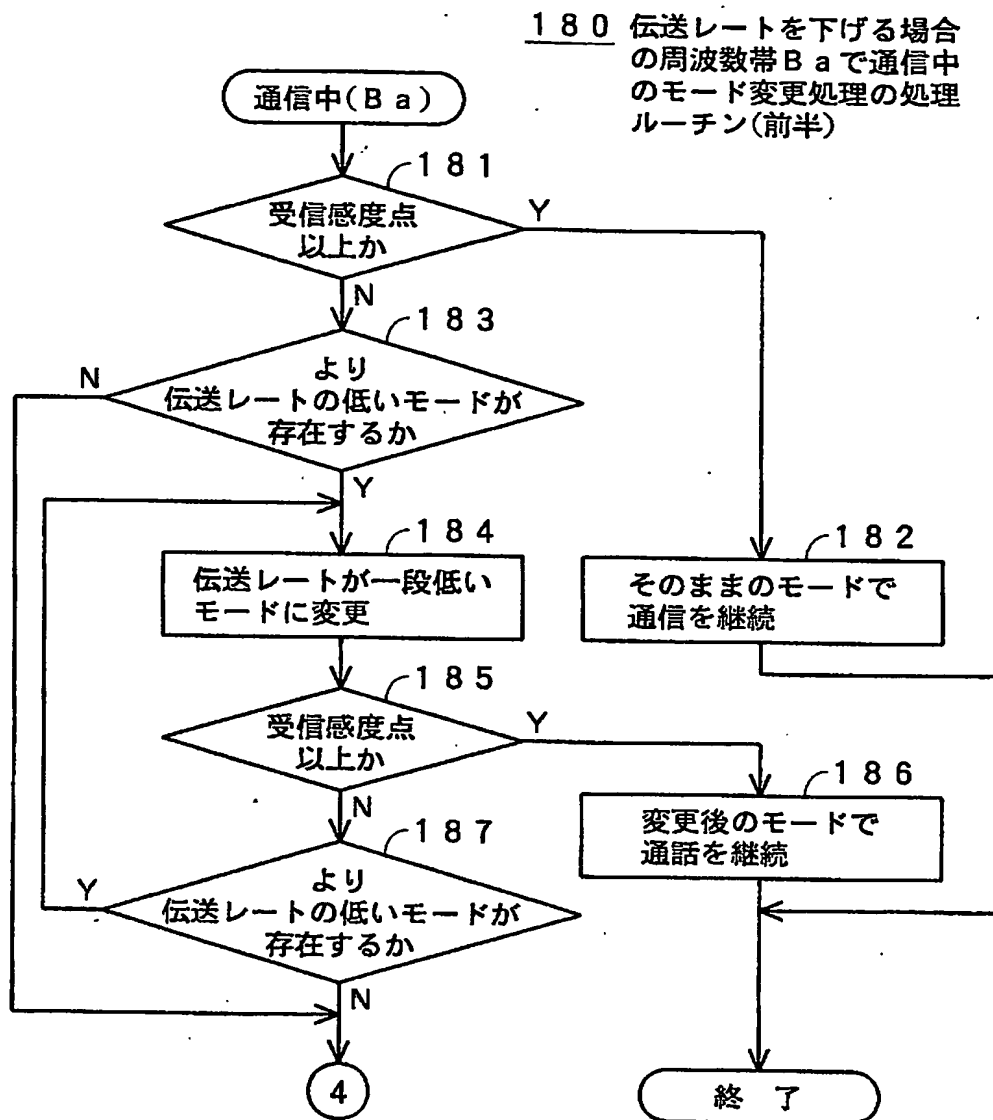 180 伝送レートを下げる場合
の周波数帯Baで通信中
のモード変更処理の処理
ルーチン(前半)
通信中(Ba)
181
受信感度点
以上か
Y
N
183
より
伝送レートの低いモードが
存在するか
N
Y
184
伝送レートが一段低い
モードに変更
182
そのままのモードで
通信を継続
185
受信感度点
以上か
Y
N
186
変更後のモードで
通話を継続
187
より
伝送レートの低いモードが
存在するか
Y
N
4
終了